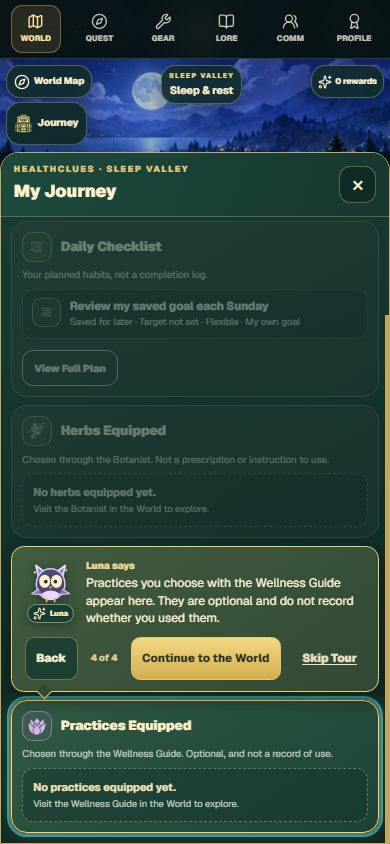 WORLD
QUEST
GEAR
LORE
COMM
PROFILE
World Map
SLEEP VALLEY
Sleep & rest
0 rewards
Journey
HEALTHCLUES · SLEEP VALLEY
My Journey
Daily Checklist
Your planned habits, not a completion log.
Review my saved goal each Sunday
Saved for later · Target not set · Flexible · My own goal
View Full Plan
Herbs Equipped
Chosen through the Botanist. Not a prescription or instruction to use.
No herbs equipped yet.
Visit the Botanist in the World to explore.
Luna says
Practices you choose with the Wellness Guide
appear here. They are optional and do not record
whether you used them.
Luna
Back
4 of 4
Continue to the World
Skip Tour
Practices Equipped
Chosen through the Wellness Guide. Optional, and not a record of use.
No practices equipped yet.
Visit the Wellness Guide in the World to explore.